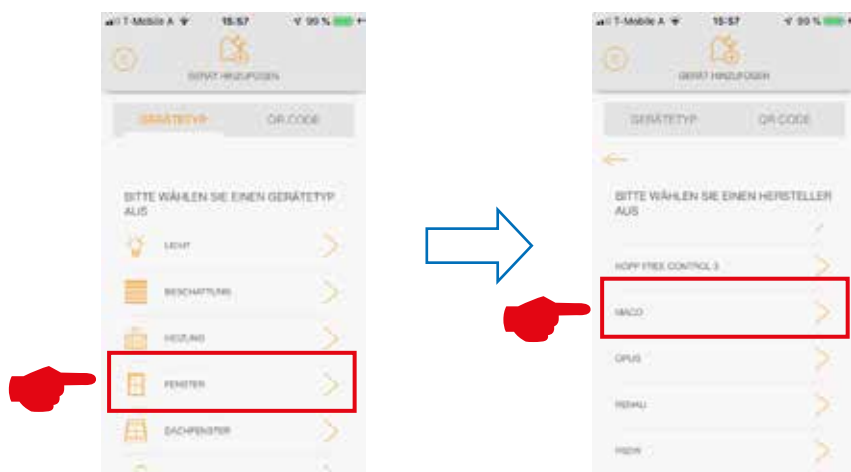 T-Mobile A 15:57 99 %
GERÄT HINZUFÜGEN
GERÄTETYP QR CODE
BITTE WÄHLEN SIE EINEN GERÄTETYP
AUS
LICHT
BESCHATTUNG
HEIZUNG
FENSTER
DACHFENSTER
T-Mobile A 15:57 99 %
GERÄT HINZUFÜGEN
GERÄTETYP QR CODE
BITTE WÄHLEN SIE EINEN HERSTELLER
AUS
HOPP FREE CONTROL 3
MACO
OPUS
REHAU